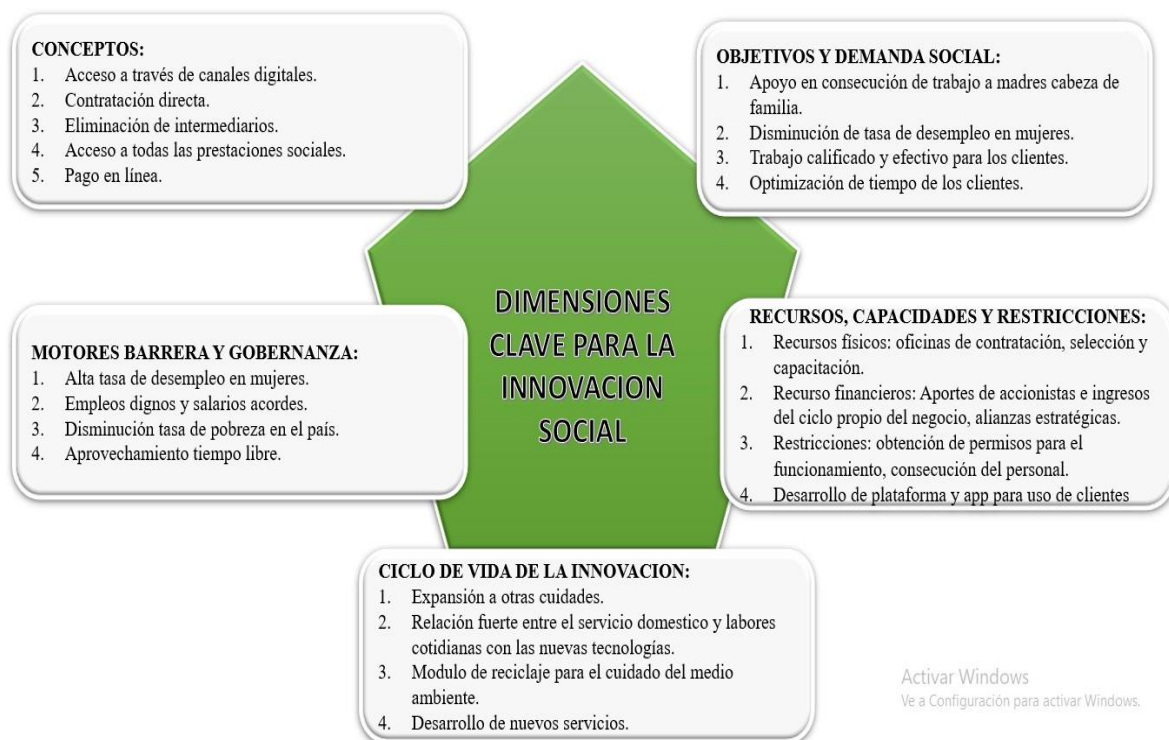 CONCEPTOS:
1. Acceso a través de canales digitales.
2. Contratación directa.
3. Eliminación de intermediarios.
4. Acceso a todas las prestaciones sociales.
5. Pago en línea.
OBJETIVOS Y DEMANDA SOCIAL:
1. Apoyo en consecución de trabajo a madres cabeza de
familia.
2. Disminución de tasa de desempleo en mujeres.
3. Trabajo calificado y efectivo para los clientes.
4. Optimización de tiempo de los clientes.
DIMENSIONES
CLAVE PARA LA
INNOVACION
SOCIAL
MOTORES BARRERA Y GOBERNANZA:
1. Alta tasa de desempleo en mujeres.
2. Empleos dignos y salarios acordes.
3. Disminución tasa de pobreza en el país.
4. Aprovechamiento tiempo libre.
RECURSOS, CAPACIDADES Y RESTRICCIONES:
1. Recursos físicos: oficinas de contratación, selección y
capacitación.
2. Recurso financieros: Aportes de accionistas e ingresos
del ciclo propio del negocio, alianzas estratégicas.
3. Restricciones: obtención de permisos para el
funcionamiento, consecución del personal.
4. Desarrollo de plataforma y app para uso de clientes
CICLO DE VIDA DE LA INNOVACION:
1. Expansión a otras cuidades.
2. Relación fuerte entre el servicio domestico y labores
cotidianas con las nuevas tecnologías.
3. Modulo de reciclaje para el cuidado del medio
ambiente.
4. Desarrollo de nuevos servicios.
Activar Windows
Ve a Configuración para activar Windows.